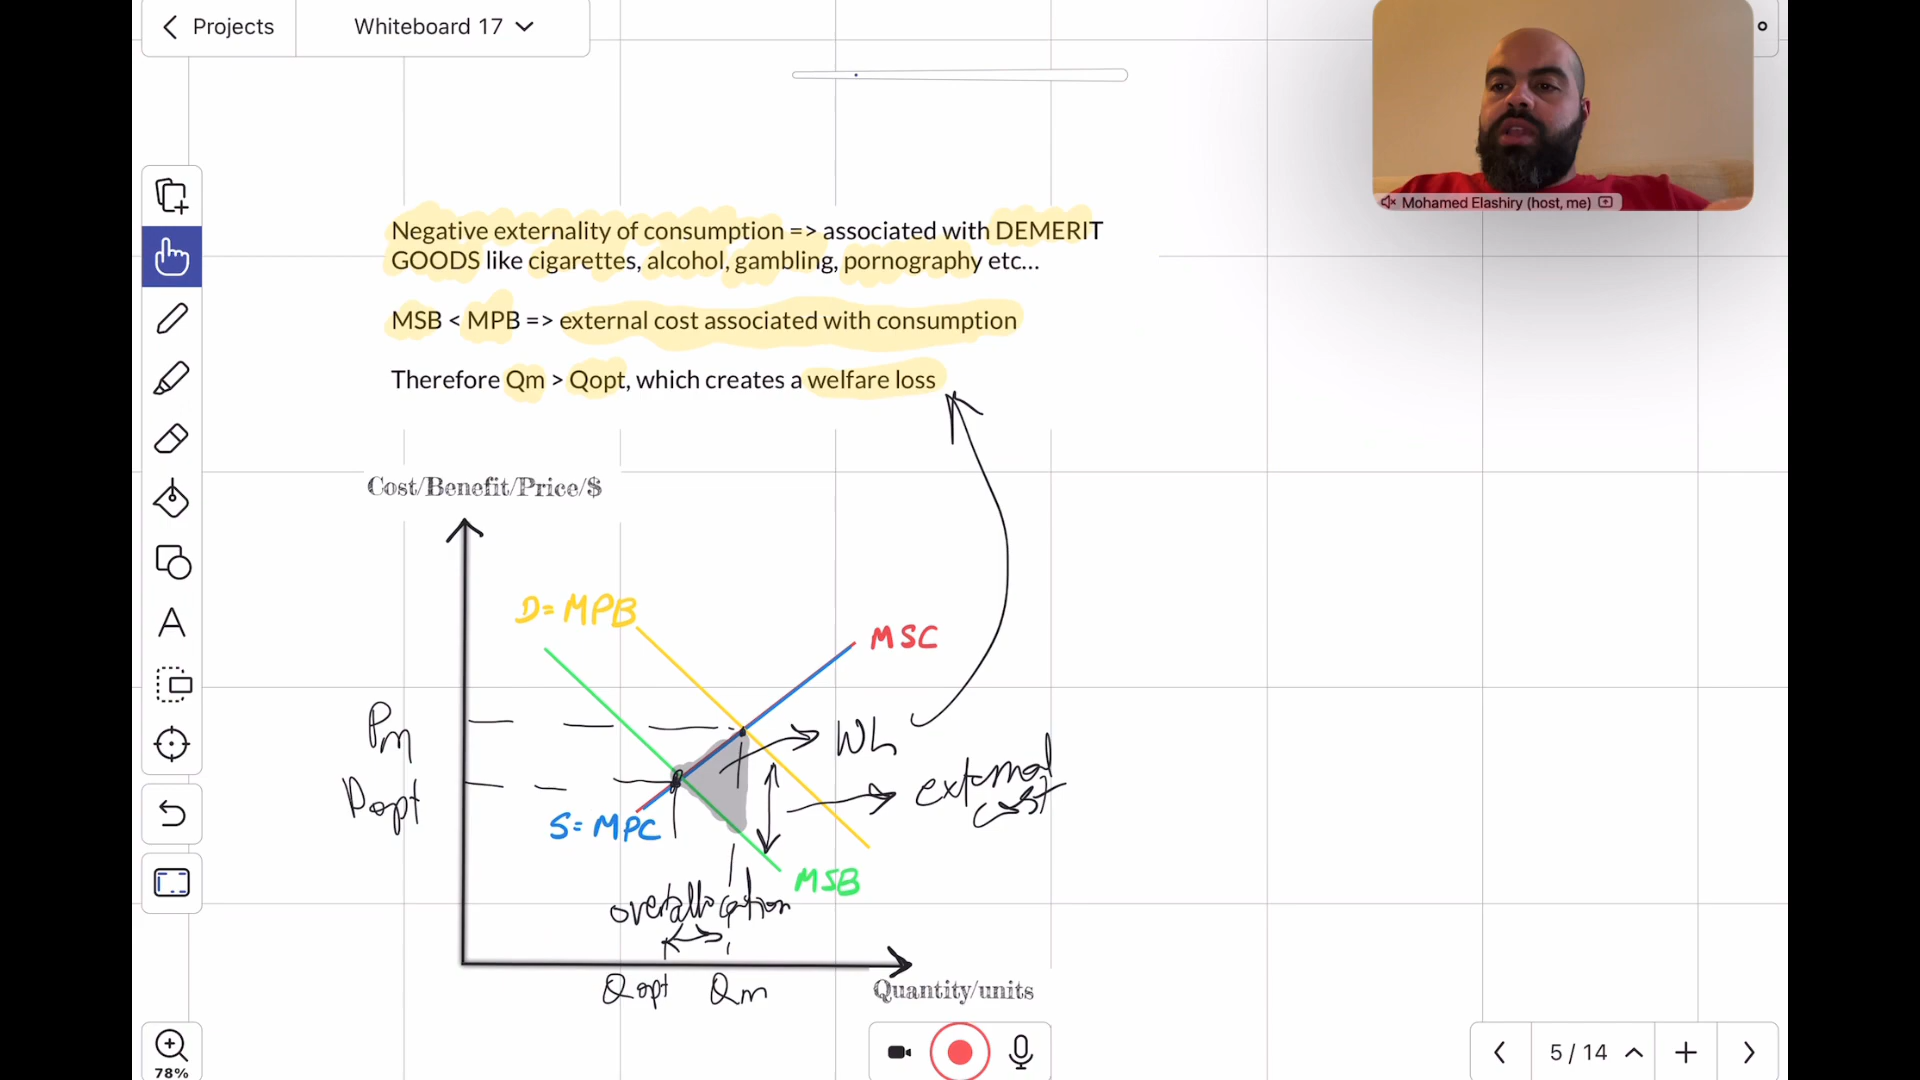 Projects
Whiteboard 17
Mohamed Elashiry (host, me)
Negative externality of consumption => associated with DEMERIT
GOODS like cigarettes, alcohol, gambling, pornography etc...
MSB < MPB => external cost associated with consumption
Therefore Qm > Qopt, which creates a welfare loss
Cost/Benefit/Price/$
D= MPB
MSC
Pm
WL
external
cost
Popt
S= MPC
MSB
overallocation
Qopt
Qm
Quantity/units
5 / 14
78%